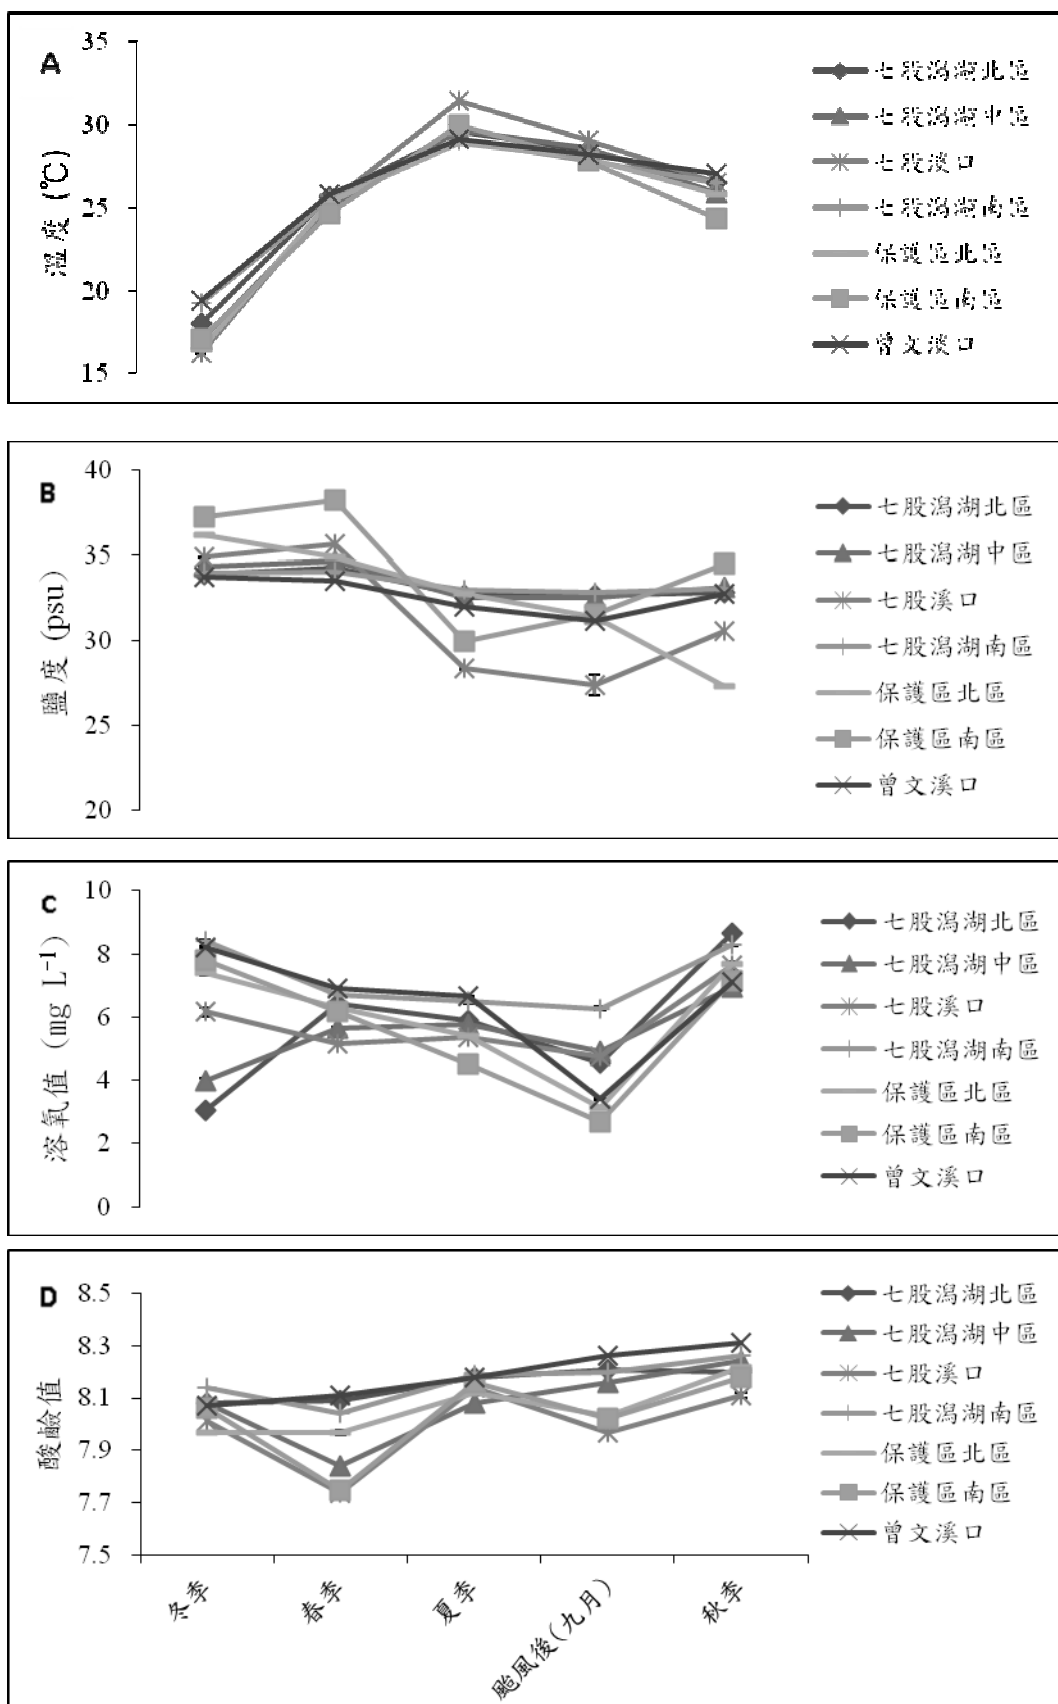 A
35
30
25
20
15
溫度 (℃)
七股潟湖北區
七股潟湖中區
七股溪口
七股潟湖南區
保護區北區
保護區南區
曾文溪口
B
40
35
30
25
20
鹽度 (psu)
七股潟湖北區
七股潟湖中區
七股溪口
七股潟湖南區
保護區北區
保護區南區
曾文溪口
C
10
8
6
4
2
0
溶氧值 (mg L⁻¹)
七股潟湖北區
七股潟湖中區
七股溪口
七股潟湖南區
保護區北區
保護區南區
曾文溪口
D
8.5
8.3
8.1
7.9
7.7
7.5
酸鹼值
七股潟湖北區
七股潟湖中區
七股溪口
七股潟湖南區
保護區北區
保護區南區
曾文溪口
冬季
春季
夏季
颱風後(九月)
秋季